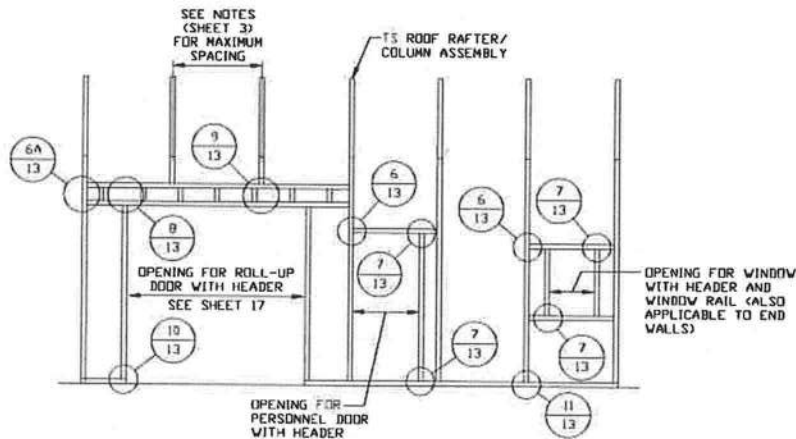 SEE NOTES
(SHEET 3)
FOR MAXIMUM
SPACING
TS ROOF RAFTER/
COLUMN ASSEMBLY
6A
13
9
13
6
13
8
13
7
13
6
13
7
13
OPENING FOR ROLL-UP
DOOR WITH HEADER
SEE SHEET 17
OPENING FOR WINDOW
WITH HEADER AND
WINDOW RAIL (ALSO
APPLICABLE TO END
WALLS)
10
13
7
13
7
13
OPENING FOR
PERSONNEL DOOR
WITH HEADER
11
13